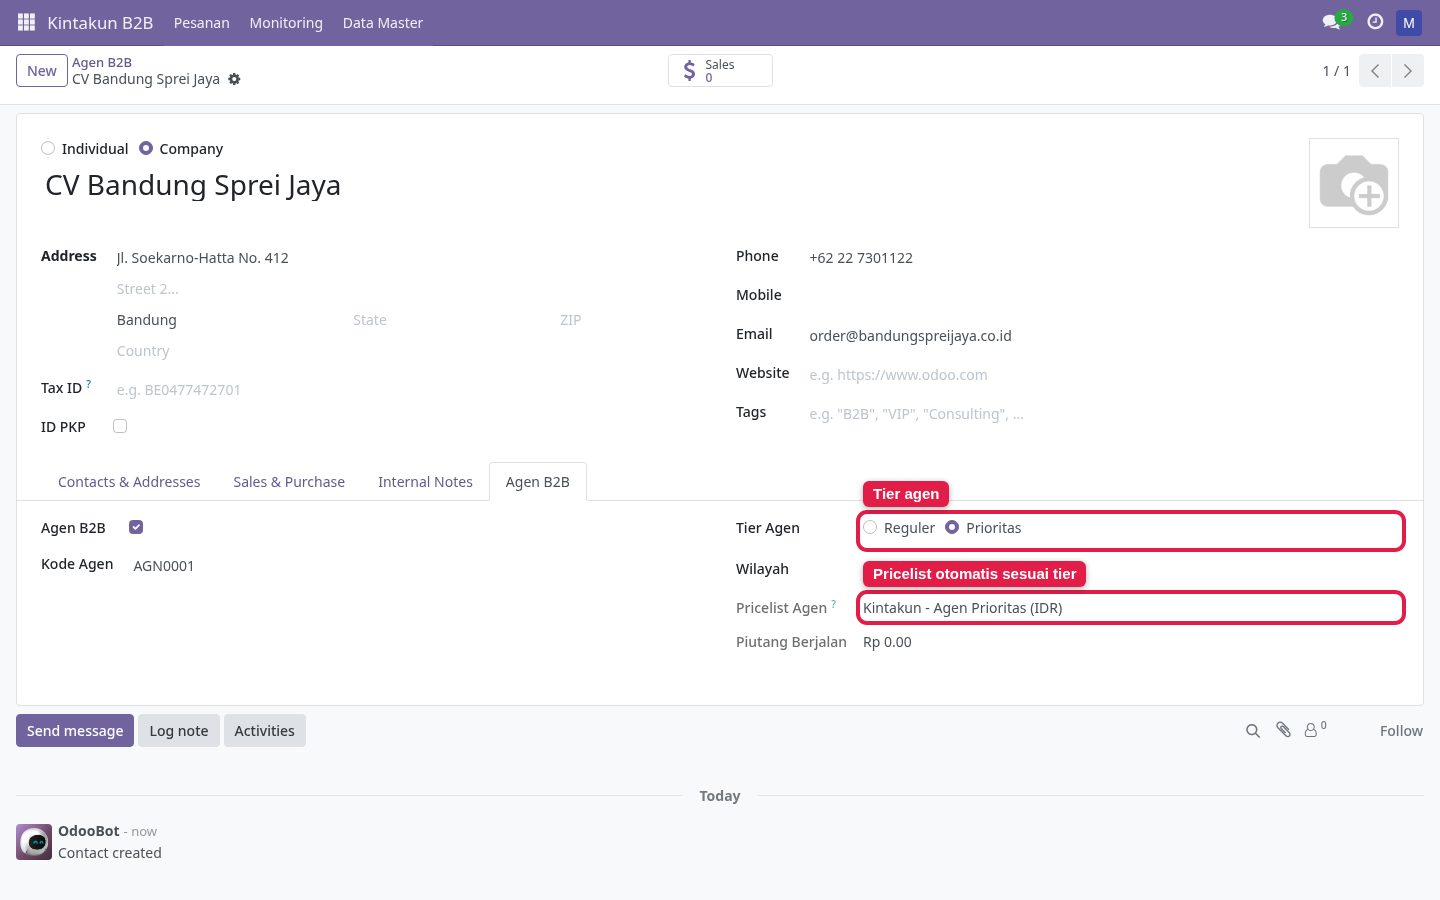 Kintakun B2B Pesanan Monitoring Data Master 3 M
New Agen B2B
CV Bandung Sprei Jaya
Sales
0
1 / 1
Individual Company
CV Bandung Sprei Jaya
Address Jl. Soekarno-Hatta No. 412
Street 2...
Bandung State ZIP
Country
Tax ID ? e.g. BE0477472701
ID PKP
Phone +62 22 7301122
Mobile
Email order@bandungspreijaya.co.id
Website e.g. https://www.odoo.com
Tags e.g. "B2B", "VIP", "Consulting", ...
Contacts & Addresses Sales & Purchase Internal Notes Agen B2B
Agen B2B
Kode Agen AGN0001
Tier agen
Tier Agen Reguler Prioritas
Wilayah
Pricelist otomatis sesuai tier
Pricelist Agen ? Kintakun - Agen Prioritas (IDR)
Piutang Berjalan Rp 0.00
Send message Log note Activities 0 Follow
Today
OdooBot - now
Contact created